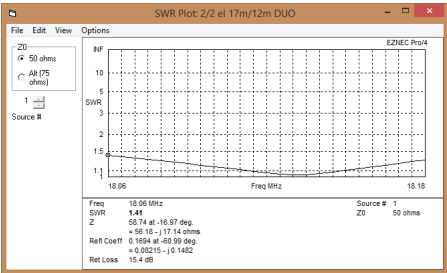 SWR Plot: 2/2 el 17m/12m DUO
File Edit View Options
Z0
50 ohms
Alt (75
ohms)
1
Source #
EZNEC Pro/4
INF
10
5
SWR
3
2
1.5
1.1
1
18.06 Freq MHz 18.18
Freq 18.06 MHz Source # 1
SWR 1.41 Z0 50 ohms
Z 58.74 at -16.97 deg.
= 56.18 - j 17.14 ohms
Refl Coeff 0.1694 at -60.99 deg.
= 0.08215 - j 0.1482
Ret Loss 15.4 dB